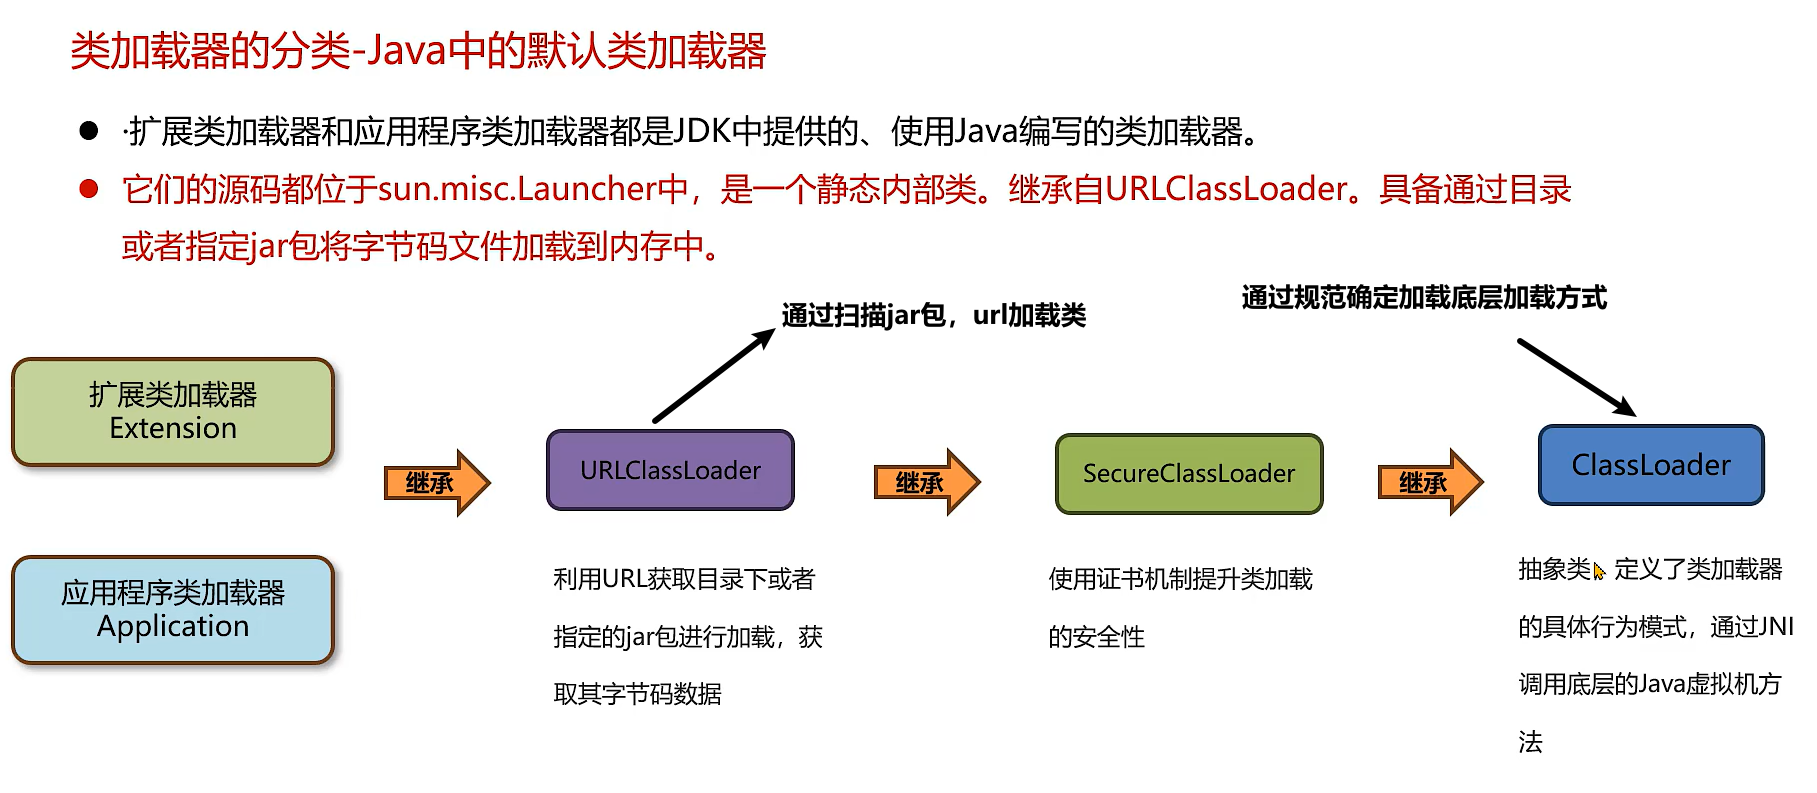 类加载器的分类-Java中的默认类加载器
·扩展类加载器和应用程序类加载器都是JDK中提供的、使用Java编写的类加载器。
它们的源码都位于sun.misc.Launcher中，是一个静态内部类。继承自URLClassLoader。具备通过目录
或者指定jar包将字节码文件加载到内存中。
通过扫描jar包，url加载类
通过规范确定加载底层加载方式
扩展类加载器
Extension
继承
URLClassLoader
继承
SecureClassLoader
继承
ClassLoader
应用程序类加载器
Application
利用URL获取目录下或者
指定的jar包进行加载，获
取其字节码数据
使用证书机制提升类加载
的安全性
抽象类 定义了类加载器
的具体行为模式，通过JNI
调用底层的Java虚拟机方
法